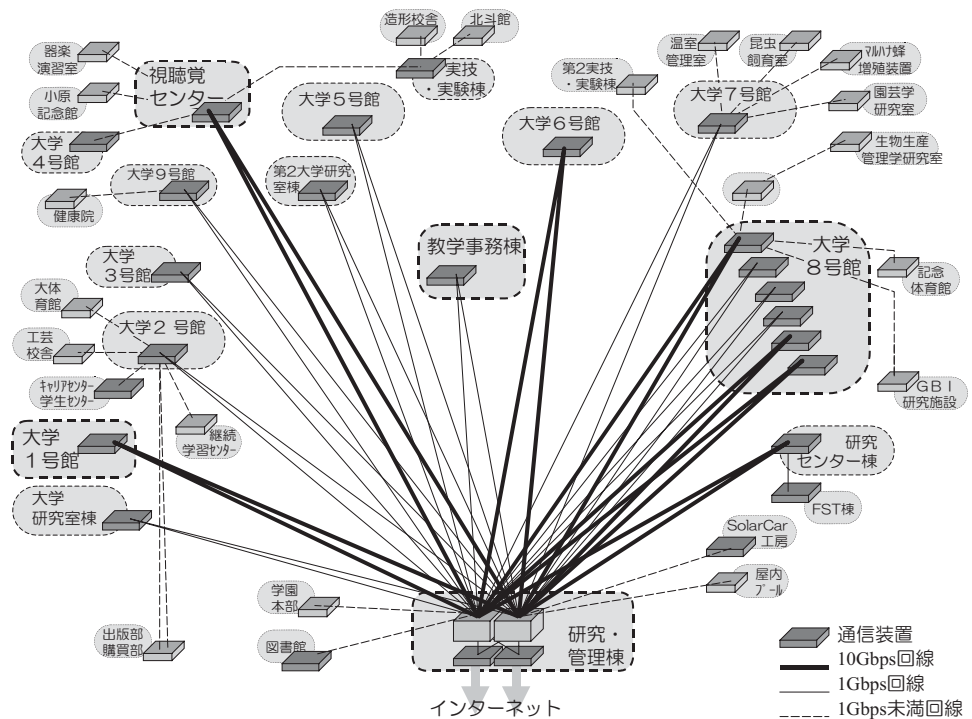 造形校舎
北斗館
器楽
演習室
視聴覚
センター
実技
・実験棟
温室
管理室
昆虫
飼育室
マルハナ蜂
増殖装置
第2実技
・実験棟
小原
記念館
大学5号館
大学6号館
大学7号館
園芸学
研究室
大学
4号館
生物生産
管理学研究室
大学9号館
第2大学研究
室棟
健康院
教学事務棟
大学
8号館
大学
3号館
記念
体育館
大体
育館
大学2 号館
工芸
校舎
キャリアセンター
学生センター
GBI
研究施設
継続
学習センター
大学
1号館
研究
センター棟
大学
研究室棟
FST棟
SolarCar
工房
屋内
プール
学園
本部
出版部
購買部
図書館
研究・
管理棟
インターネット
通信装置
10Gbps回線
1Gbps回線
1Gbps未満回線